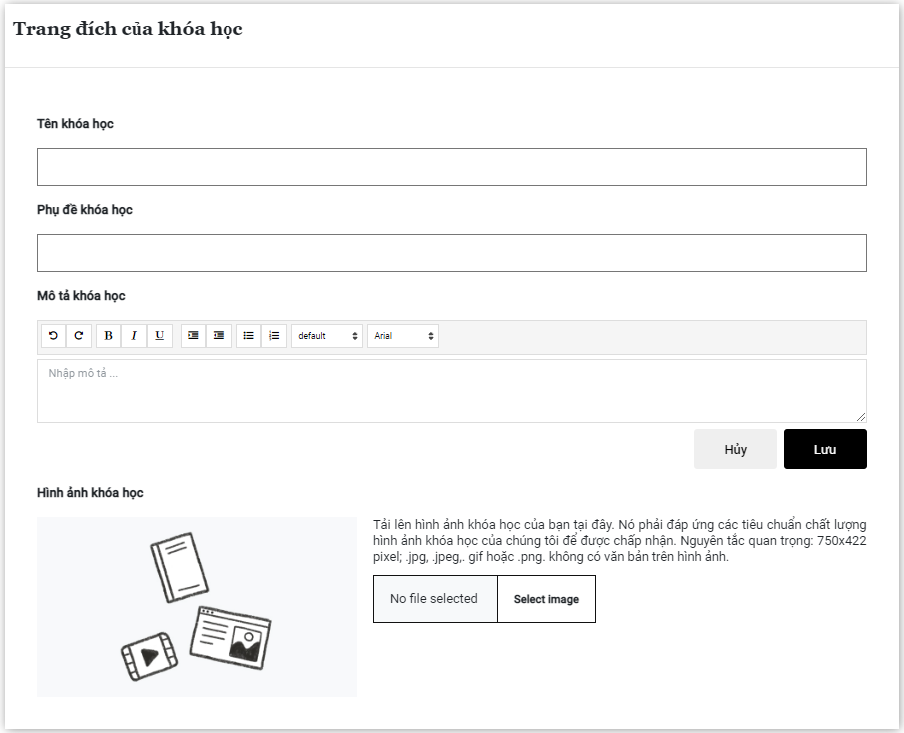 Trang đích của khóa học
Tên khóa học
Phụ đề khóa học
Mô tả khóa học
B I U default Arial
Nhập mô tả ...
Hủy Lưu
Hình ảnh khóa học
Tải lên hình ảnh khóa học của bạn tại đây. Nó phải đáp ứng các tiêu chuẩn chất lượng
hình ảnh khóa học của chúng tôi để được chấp nhận. Nguyên tắc quan trọng: 750x422
pixel; .jpg, .jpeg,. gif hoặc .png. không có văn bản trên hình ảnh.
No file selected Select image